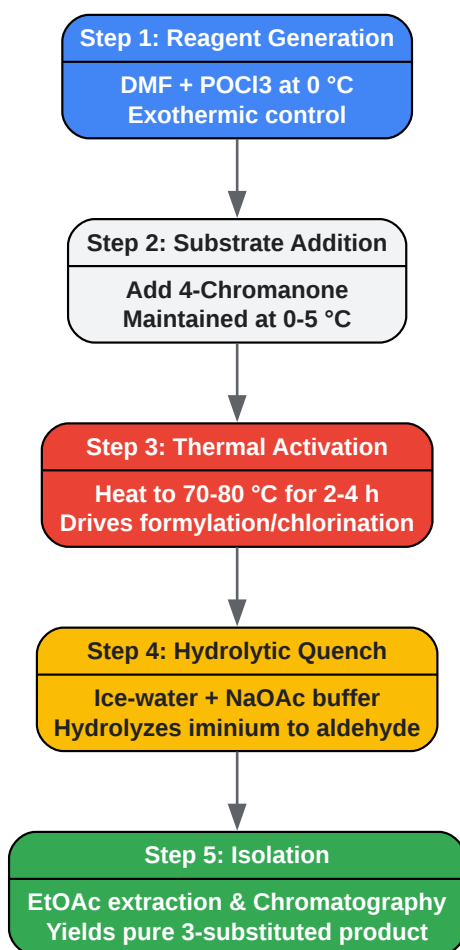 Step 1: Reagent Generation
DMF + POCl3 at 0 °C
Exothermic control
Step 2: Substrate Addition
Add 4-Chromanone
Maintained at 0-5 °C
Step 3: Thermal Activation
Heat to 70-80 °C for 2-4 h
Drives formylation/chlorination
Step 4: Hydrolytic Quench
Ice-water + NaOAc buffer
Hydrolyzes iminium to aldehyde
Step 5: Isolation
EtOAc extraction & Chromatography
Yields pure 3-substituted product